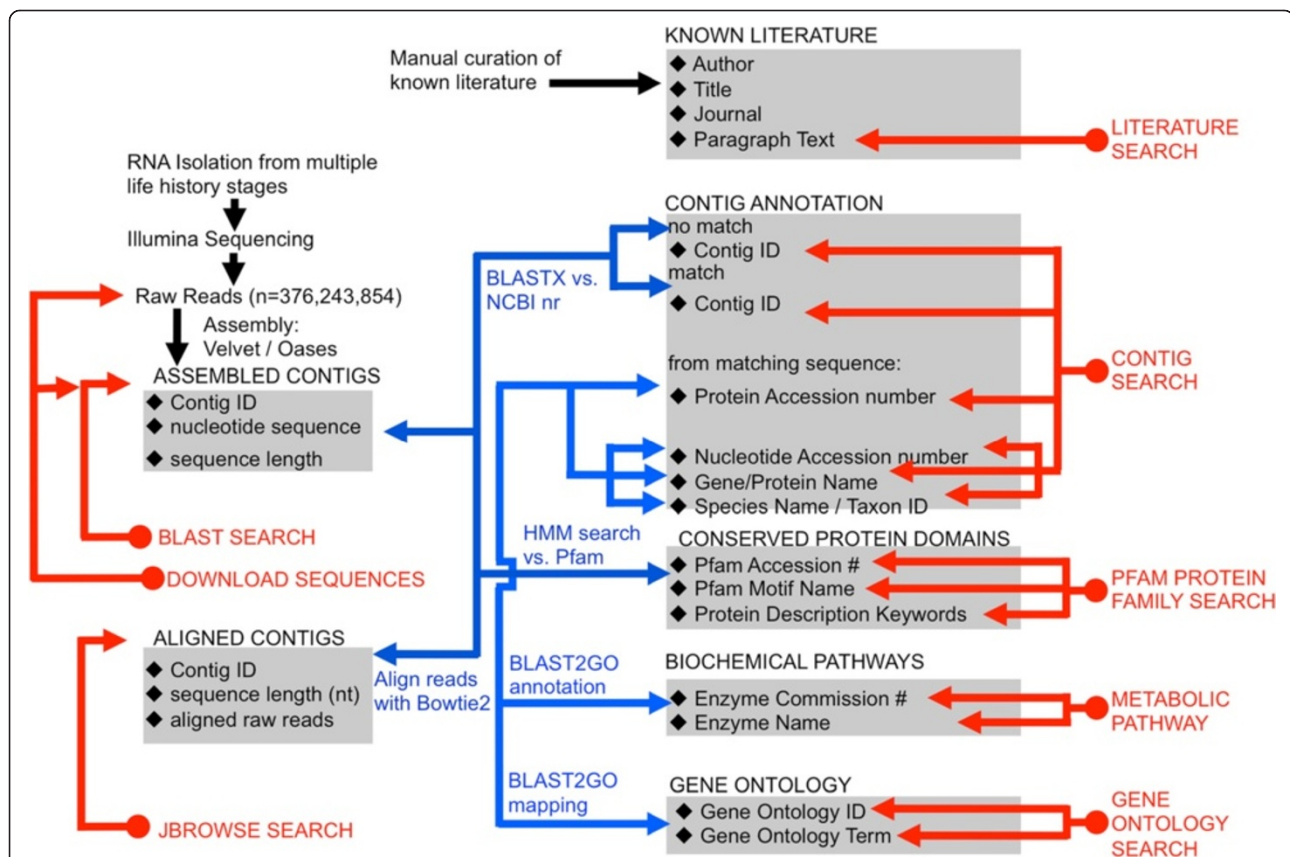 KNOWN LITERATURE
Manual curation of
known literature
◆ Author
◆ Title
◆ Journal
◆ Paragraph Text
LITERATURE
SEARCH
RNA Isolation from multiple
life history stages
Illumina Sequencing
Raw Reads (n=376,243,854)
Assembly:
Velvet / Oases
ASSEMBLED CONTIGS
◆ Contig ID
◆ nucleotide sequence
◆ sequence length
BLAST SEARCH
DOWNLOAD SEQUENCES
ALIGNED CONTIGS
◆ Contig ID
◆ sequence length (nt)
◆ aligned raw reads
JBROWSE SEARCH
BLASTX vs.
NCBI nr
HMM search
vs. Pfam
Align reads
with Bowtie2
BLAST2GO
annotation
BLAST2GO
mapping
CONTIG ANNOTATION
no match
◆ Contig ID
match
◆ Contig ID
from matching sequence:
◆ Protein Accession number
◆ Nucleotide Accession number
◆ Gene/Protein Name
◆ Species Name / Taxon ID
CONTIG
SEARCH
CONSERVED PROTEIN DOMAINS
◆ Pfam Accession #
◆ Pfam Motif Name
◆ Protein Description Keywords
PFAM PROTEIN
FAMILY SEARCH
BIOCHEMICAL PATHWAYS
◆ Enzyme Commission #
◆ Enzyme Name
METABOLIC
PATHWAY
GENE ONTOLOGY
◆ Gene Ontology ID
◆ Gene Ontology Term
GENE
ONTOLOGY
SEARCH